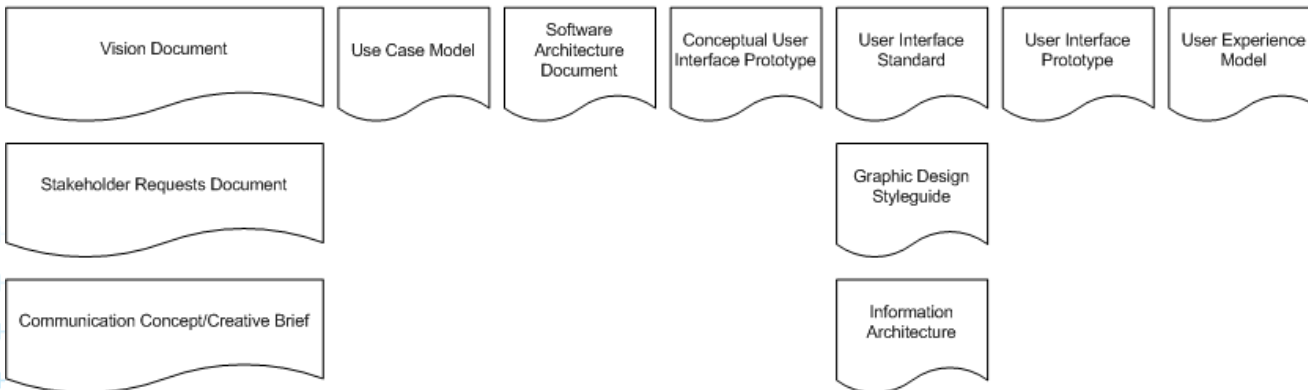 Vision Document
Use Case Model
Software
Architecture
Document
Conceptual User
Interface Prototype
User Interface
Standard
User Interface
Prototype
User Experience
Model
Stakeholder Requests Document
Graphic Design
Styleguide
Communication Concept/Creative Brief
Information
Architecture